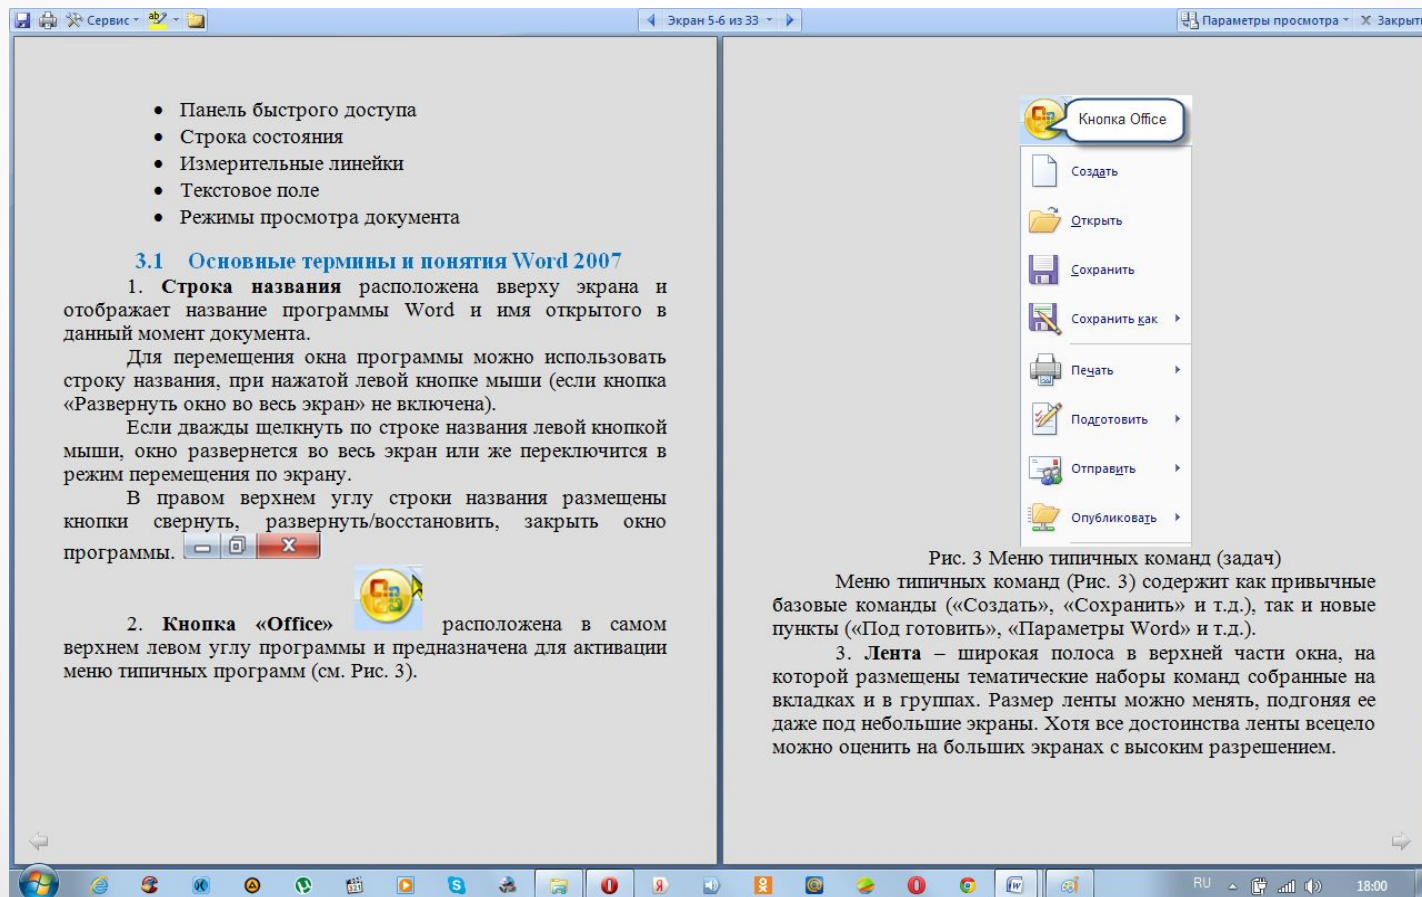 Сервис
Экран 5-6 из 33
Параметры просмотра
Закрыть
• Панель быстрого доступа
• Строка состояния
• Измерительные линейки
• Текстовое поле
• Режимы просмотра документа
3.1 Основные термины и понятия Word 2007
1. Строка названия расположена вверху экрана и
отображает название программы Word и имя открытого в
данный момент документа.
Для перемещения окна программы можно использовать
строку названия, при нажатой левой кнопке мыши (если кнопка
«Развернуть окно во весь экран» не включена).
Если дважды щелкнуть по строке названия левой кнопкой
мыши, окно развернется во весь экран или же переключится в
режим перемещения по экрану.
В правом верхнем углу строки названия размещены
кнопки свернуть, развернуть/восстановить, закрыть окно
программы.
2. Кнопка «Office» расположена в самом
верхнем левом углу программы и предназначена для активации
меню типичных программ (см. Рис. 3).
Кнопка Office
Создать
Открыть
Сохранить
Сохранить как
Печать
Подготовить
Отправить
Опубликовать
Рис. 3 Меню типичных команд (задач)
Меню типичных команд (Рис. 3) содержит как привычные
базовые команды («Создать», «Сохранить» и т.д.), так и новые
пункты («Под готовить», «Параметры Word» и т.д.).
3. Лента – широкая полоса в верхней части окна, на
которой размещены тематические наборы команд собранные на
вкладках и в группах. Размер ленты можно менять, подгоняя ее
даже под небольшие экраны. Хотя все достоинства ленты всецело
можно оценить на больших экранах с высоким разрешением.
RU
18:00